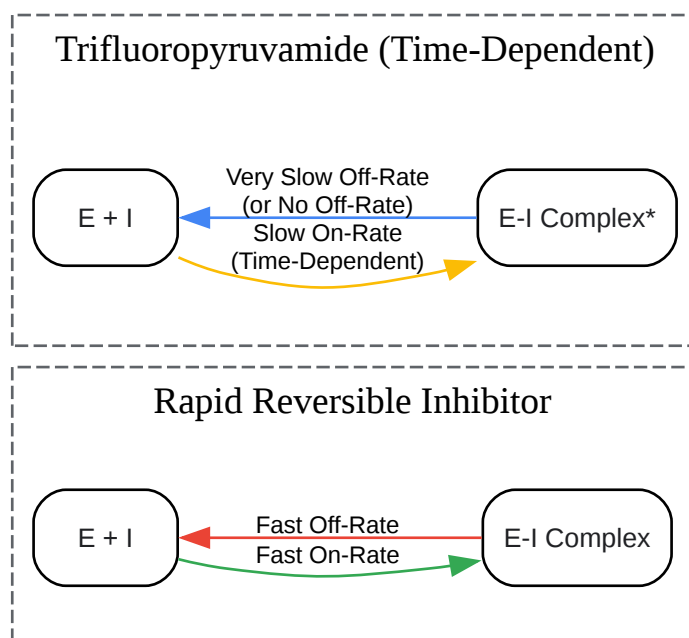 Trifluoropyruvamide (Time-Dependent)
Very Slow Off-Rate
(or No Off-Rate)
E + I
E-I Complex*
Slow On-Rate
(Time-Dependent)
Rapid Reversible Inhibitor
Fast Off-Rate
E + I
E-I Complex
Fast On-Rate